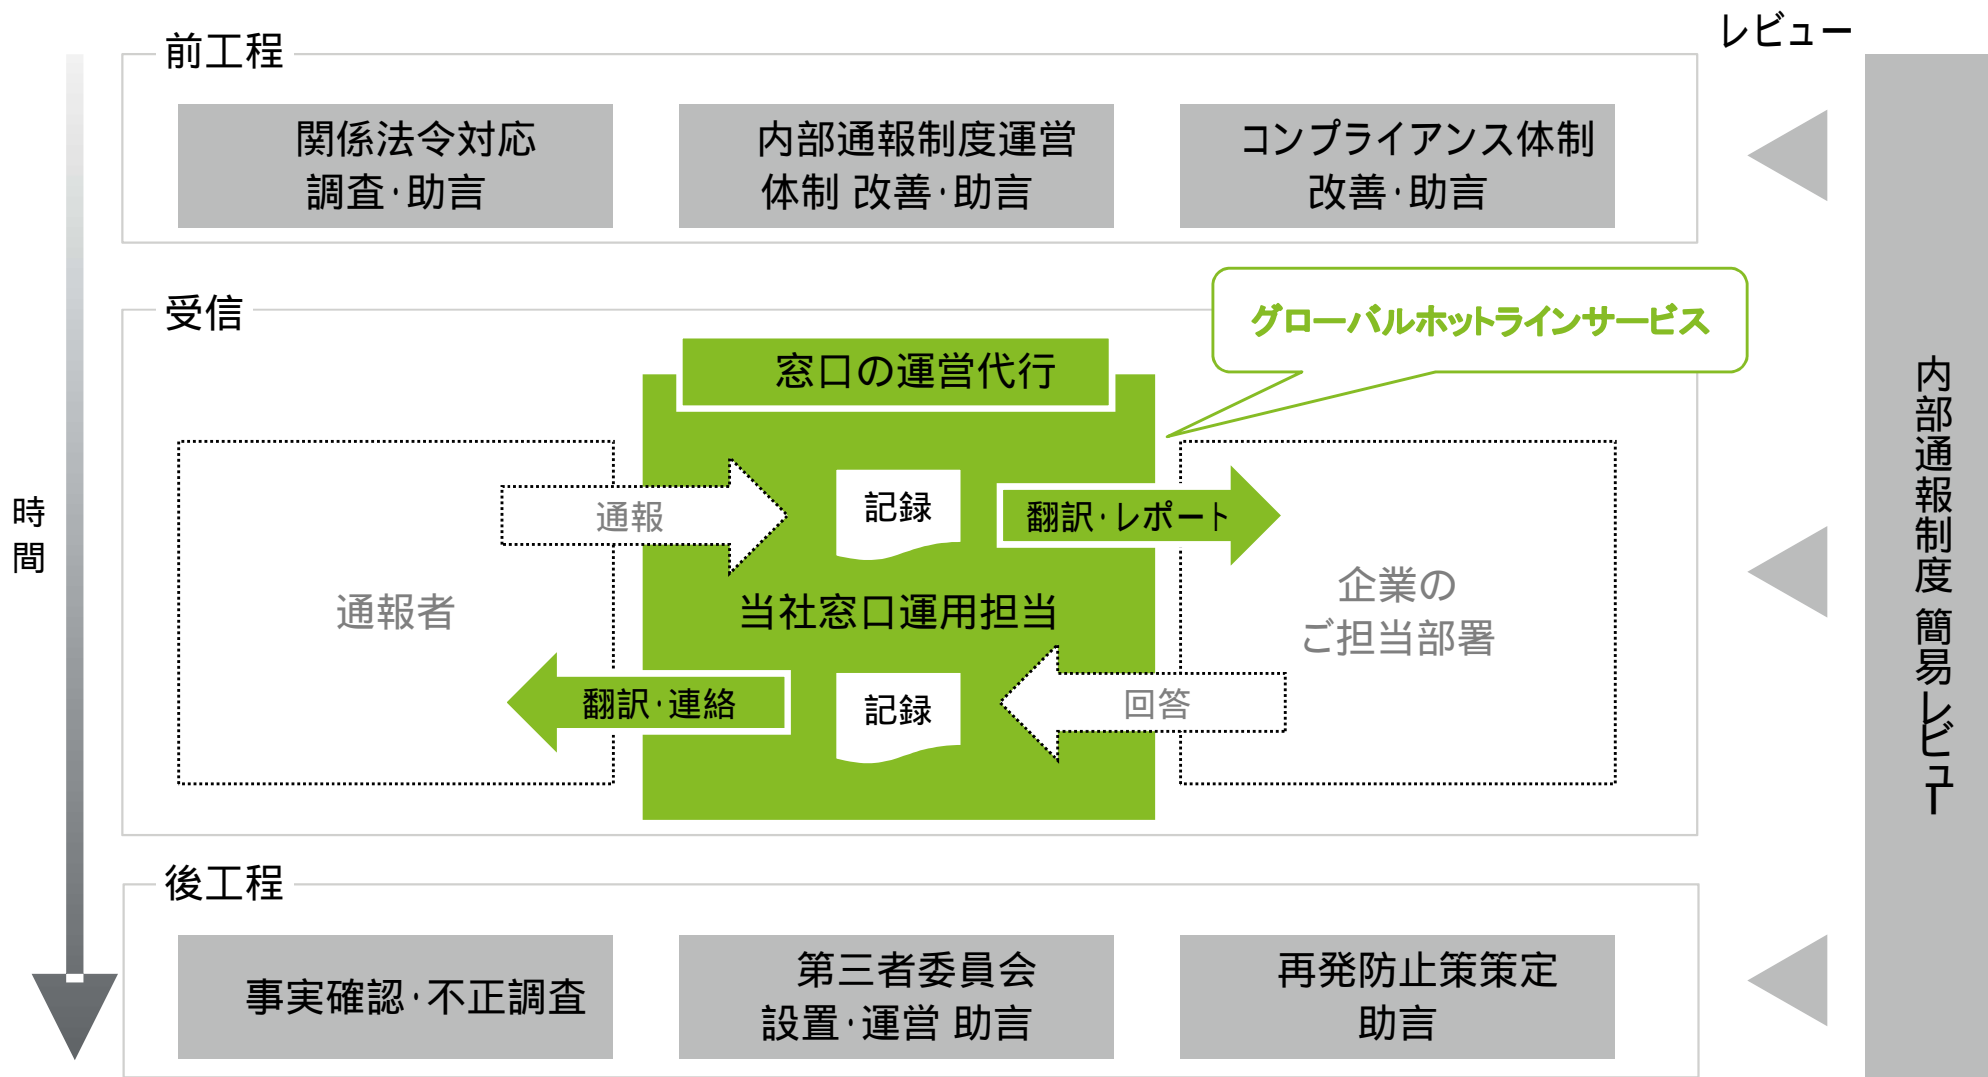 レビュー
前工程
関係法令対応
調査・助言
内部通報制度運営
体制 改善・助言
コンプライアンス体制
改善・助言
受信
グローバルホットラインサービス
窓口の運営代行
時間
通報
記録
翻訳・レポート
通報者
当社窓口運用担当
企業の
ご担当部署
翻訳・連絡
記録
回答
内部通報制度 簡易レビュー
後工程
事実確認・不正調査
第三者委員会
設置・運営 助言
再発防止策策定
助言